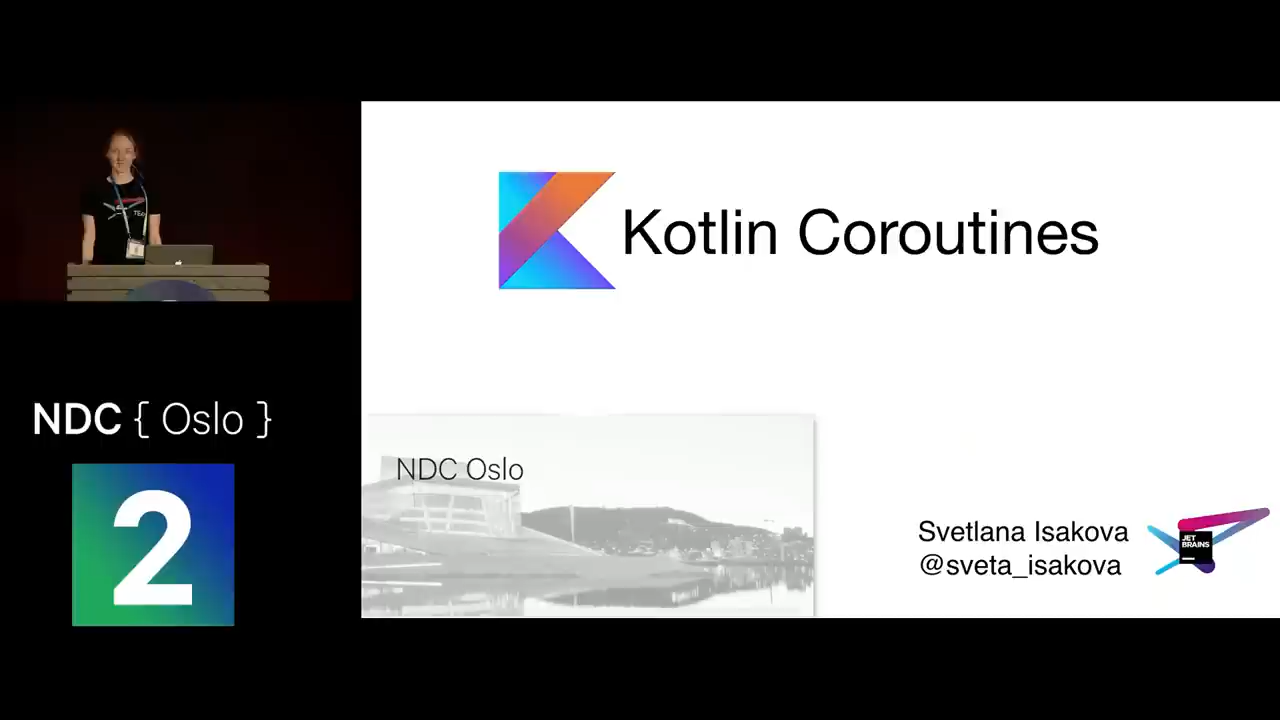 Kotlin Coroutines
NDC { Oslo }
2
NDC Oslo
Svetlana Isakova
@sveta_isakova
JET
BRAINS